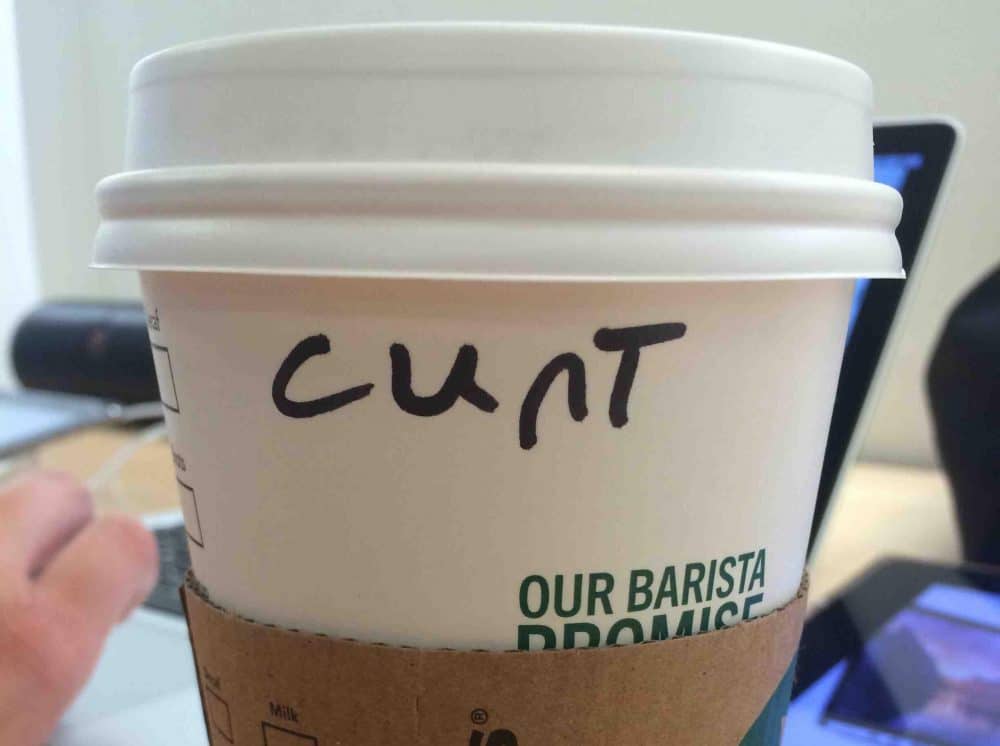 cunT
OUR BARISTA
PROMISE
Milk